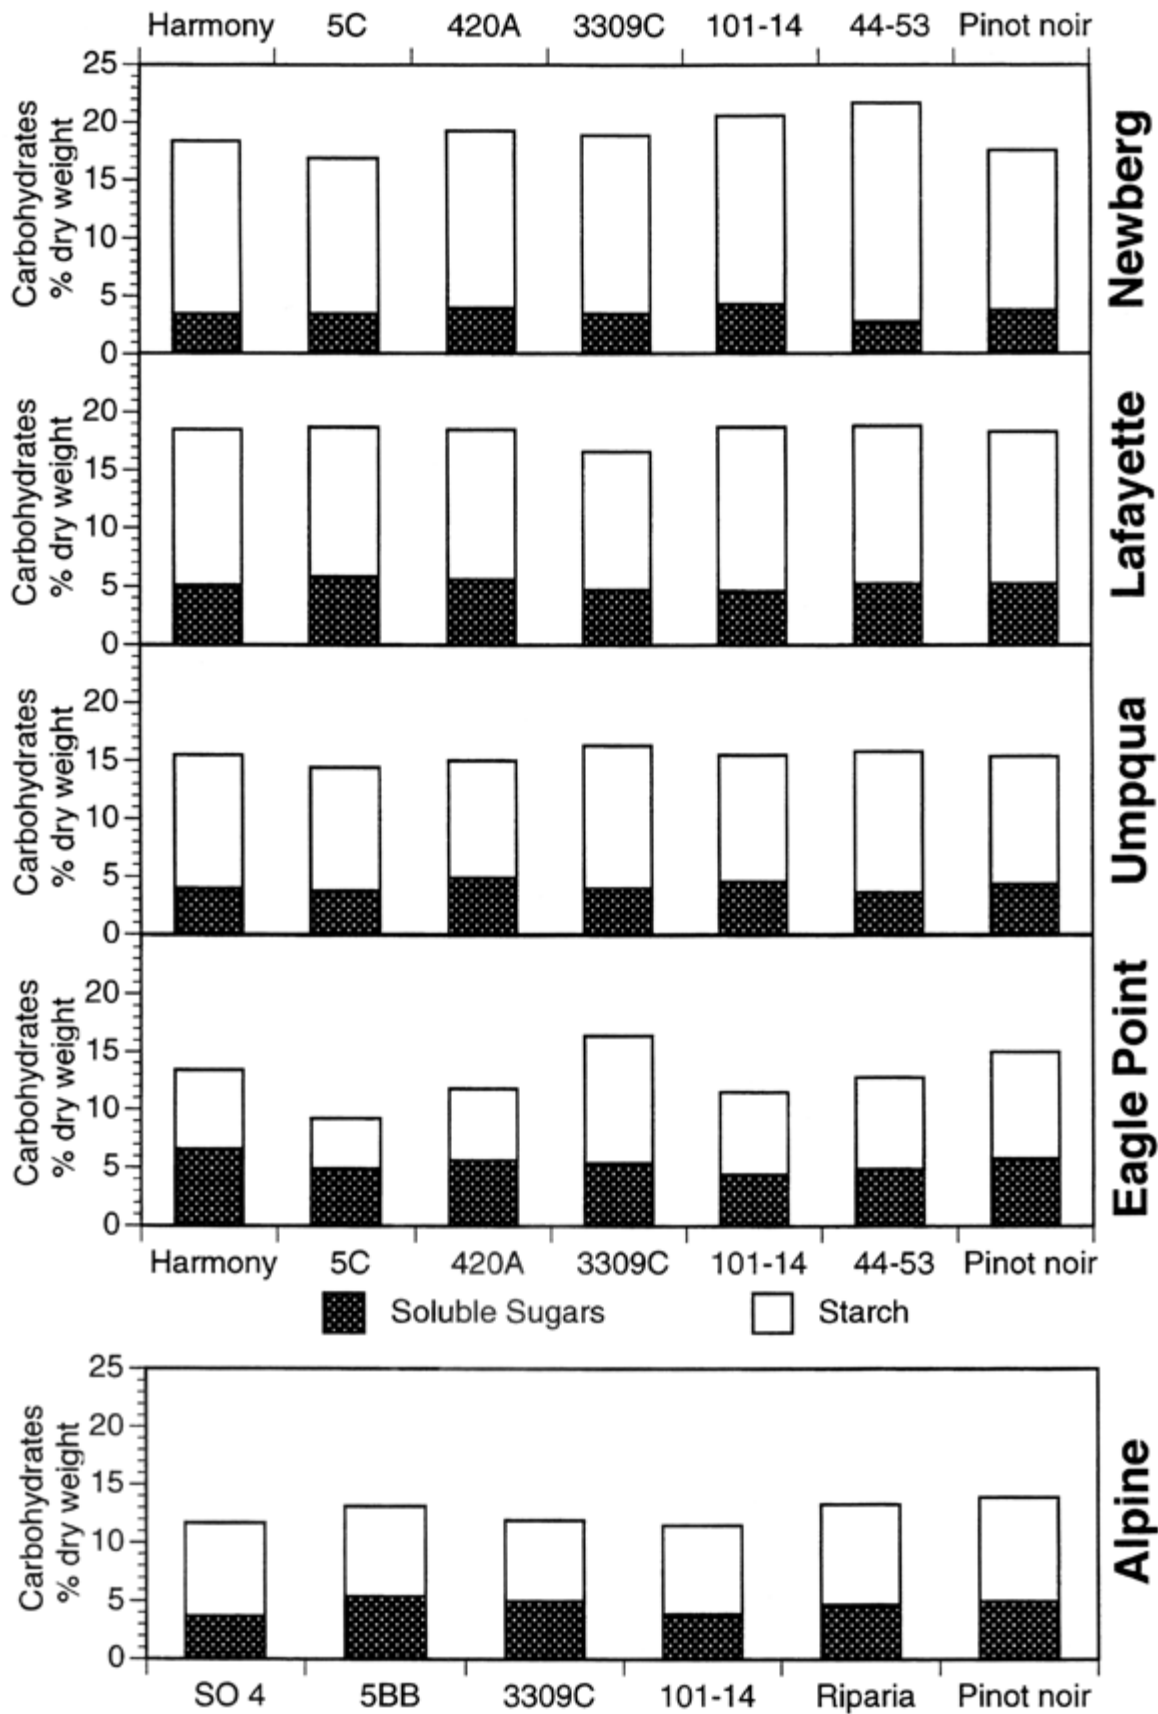 Harmony 5C 420A 3309C 101-14 44-53 Pinot noir
25
20
15
10
5
0
Carbohydrates
% dry weight
Newberg
20
15
10
5
0
Carbohydrates
% dry weight
Lafayette
20
15
10
5
0
Carbohydrates
% dry weight
Umpqua
20
15
10
5
0
Carbohydrates
% dry weight
Eagle Point
Harmony 5C 420A 3309C 101-14 44-53 Pinot noir
Soluble Sugars Starch
25
20
15
10
5
0
Carbohydrates
% dry weight
Alpine
SO 4 5BB 3309C 101-14 Riparia Pinot noir